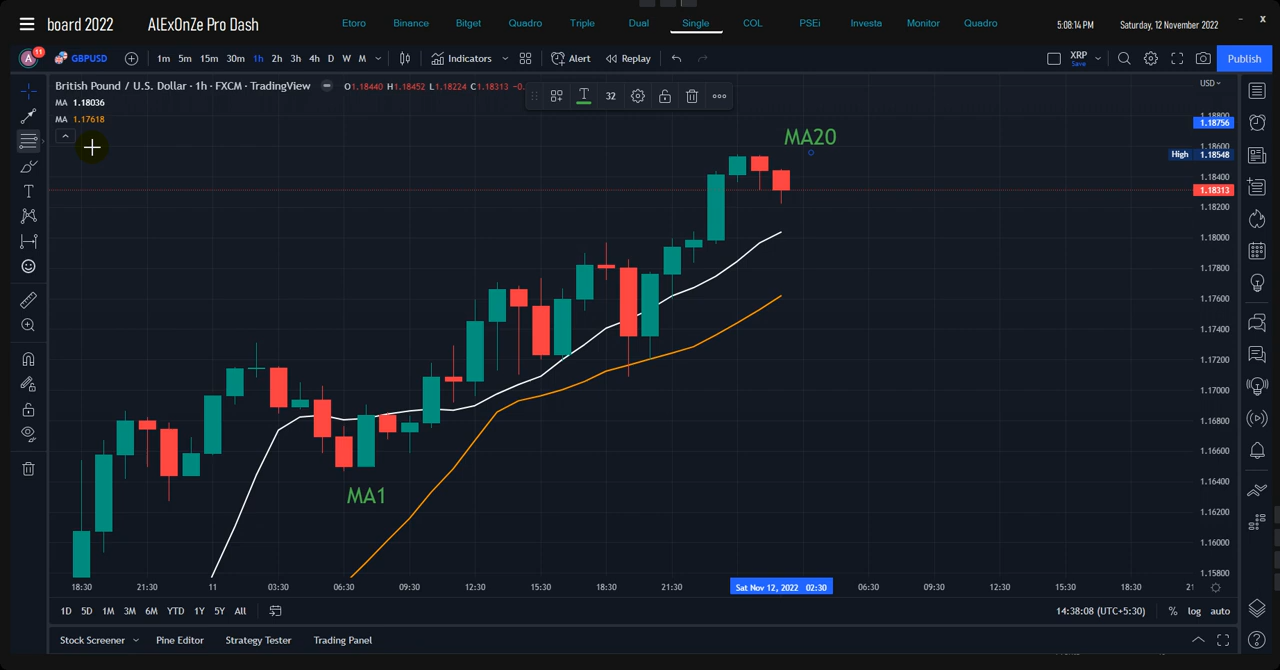 board 2022 AlExOnZe Pro Dash Etoro Binance Bitget Quadro Triple Dual Single COL PSEi Investa Monitor Quadro 5:08:14 PM Saturday, 12 November 2022 – x
A 11 GBPUSD 1m 5m 15m 30m 1h 2h 3h 4h D W M Indicators Alert Replay XRP Save Publish
British Pound / U.S. Dollar · 1h · FXCM · TradingView O1.18440 H1.18452 L1.18224 C1.18313 -0. T 32 USD
MA 1.18036
MA 1.17618
1.18800
1.18756
MA20
1.18600
High 1.18548
1.18400
1.18313
1.18200
1.18000
1.17800
1.17600
1.17400
1.17200
1.17000
1.16800
1.16600
1.16400
MA1
1.16200
1.16000
1.15800
18:30 21:30 11 03:30 06:30 09:30 12:30 15:30 18:30 21:30 Sat Nov 12, 2022 02:30 06:30 09:30 12:30 15:30 18:30 21
1D 5D 1M 3M 6M YTD 1Y 5Y All 14:38:08 (UTC+5:30) % log auto
Stock Screener Pine Editor Strategy Tester Trading Panel